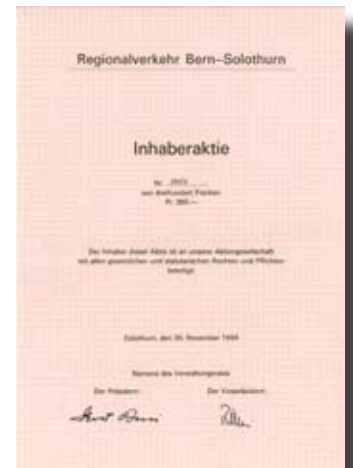 Regionalverkehr Bern–Solothurn
Inhaberaktie
Nr.
von dreihundert Franken
Fr. 300.—
Der Inhaber dieser Aktie ist an unserer Aktiengesellschaft
mit allen gesetzlichen und statutarischen Rechten und Pflichten
beteiligt.
Solothurn, den 30. November 1984
Namens des Verwaltungsrates
Der Präsident:
Der Vizepräsident: